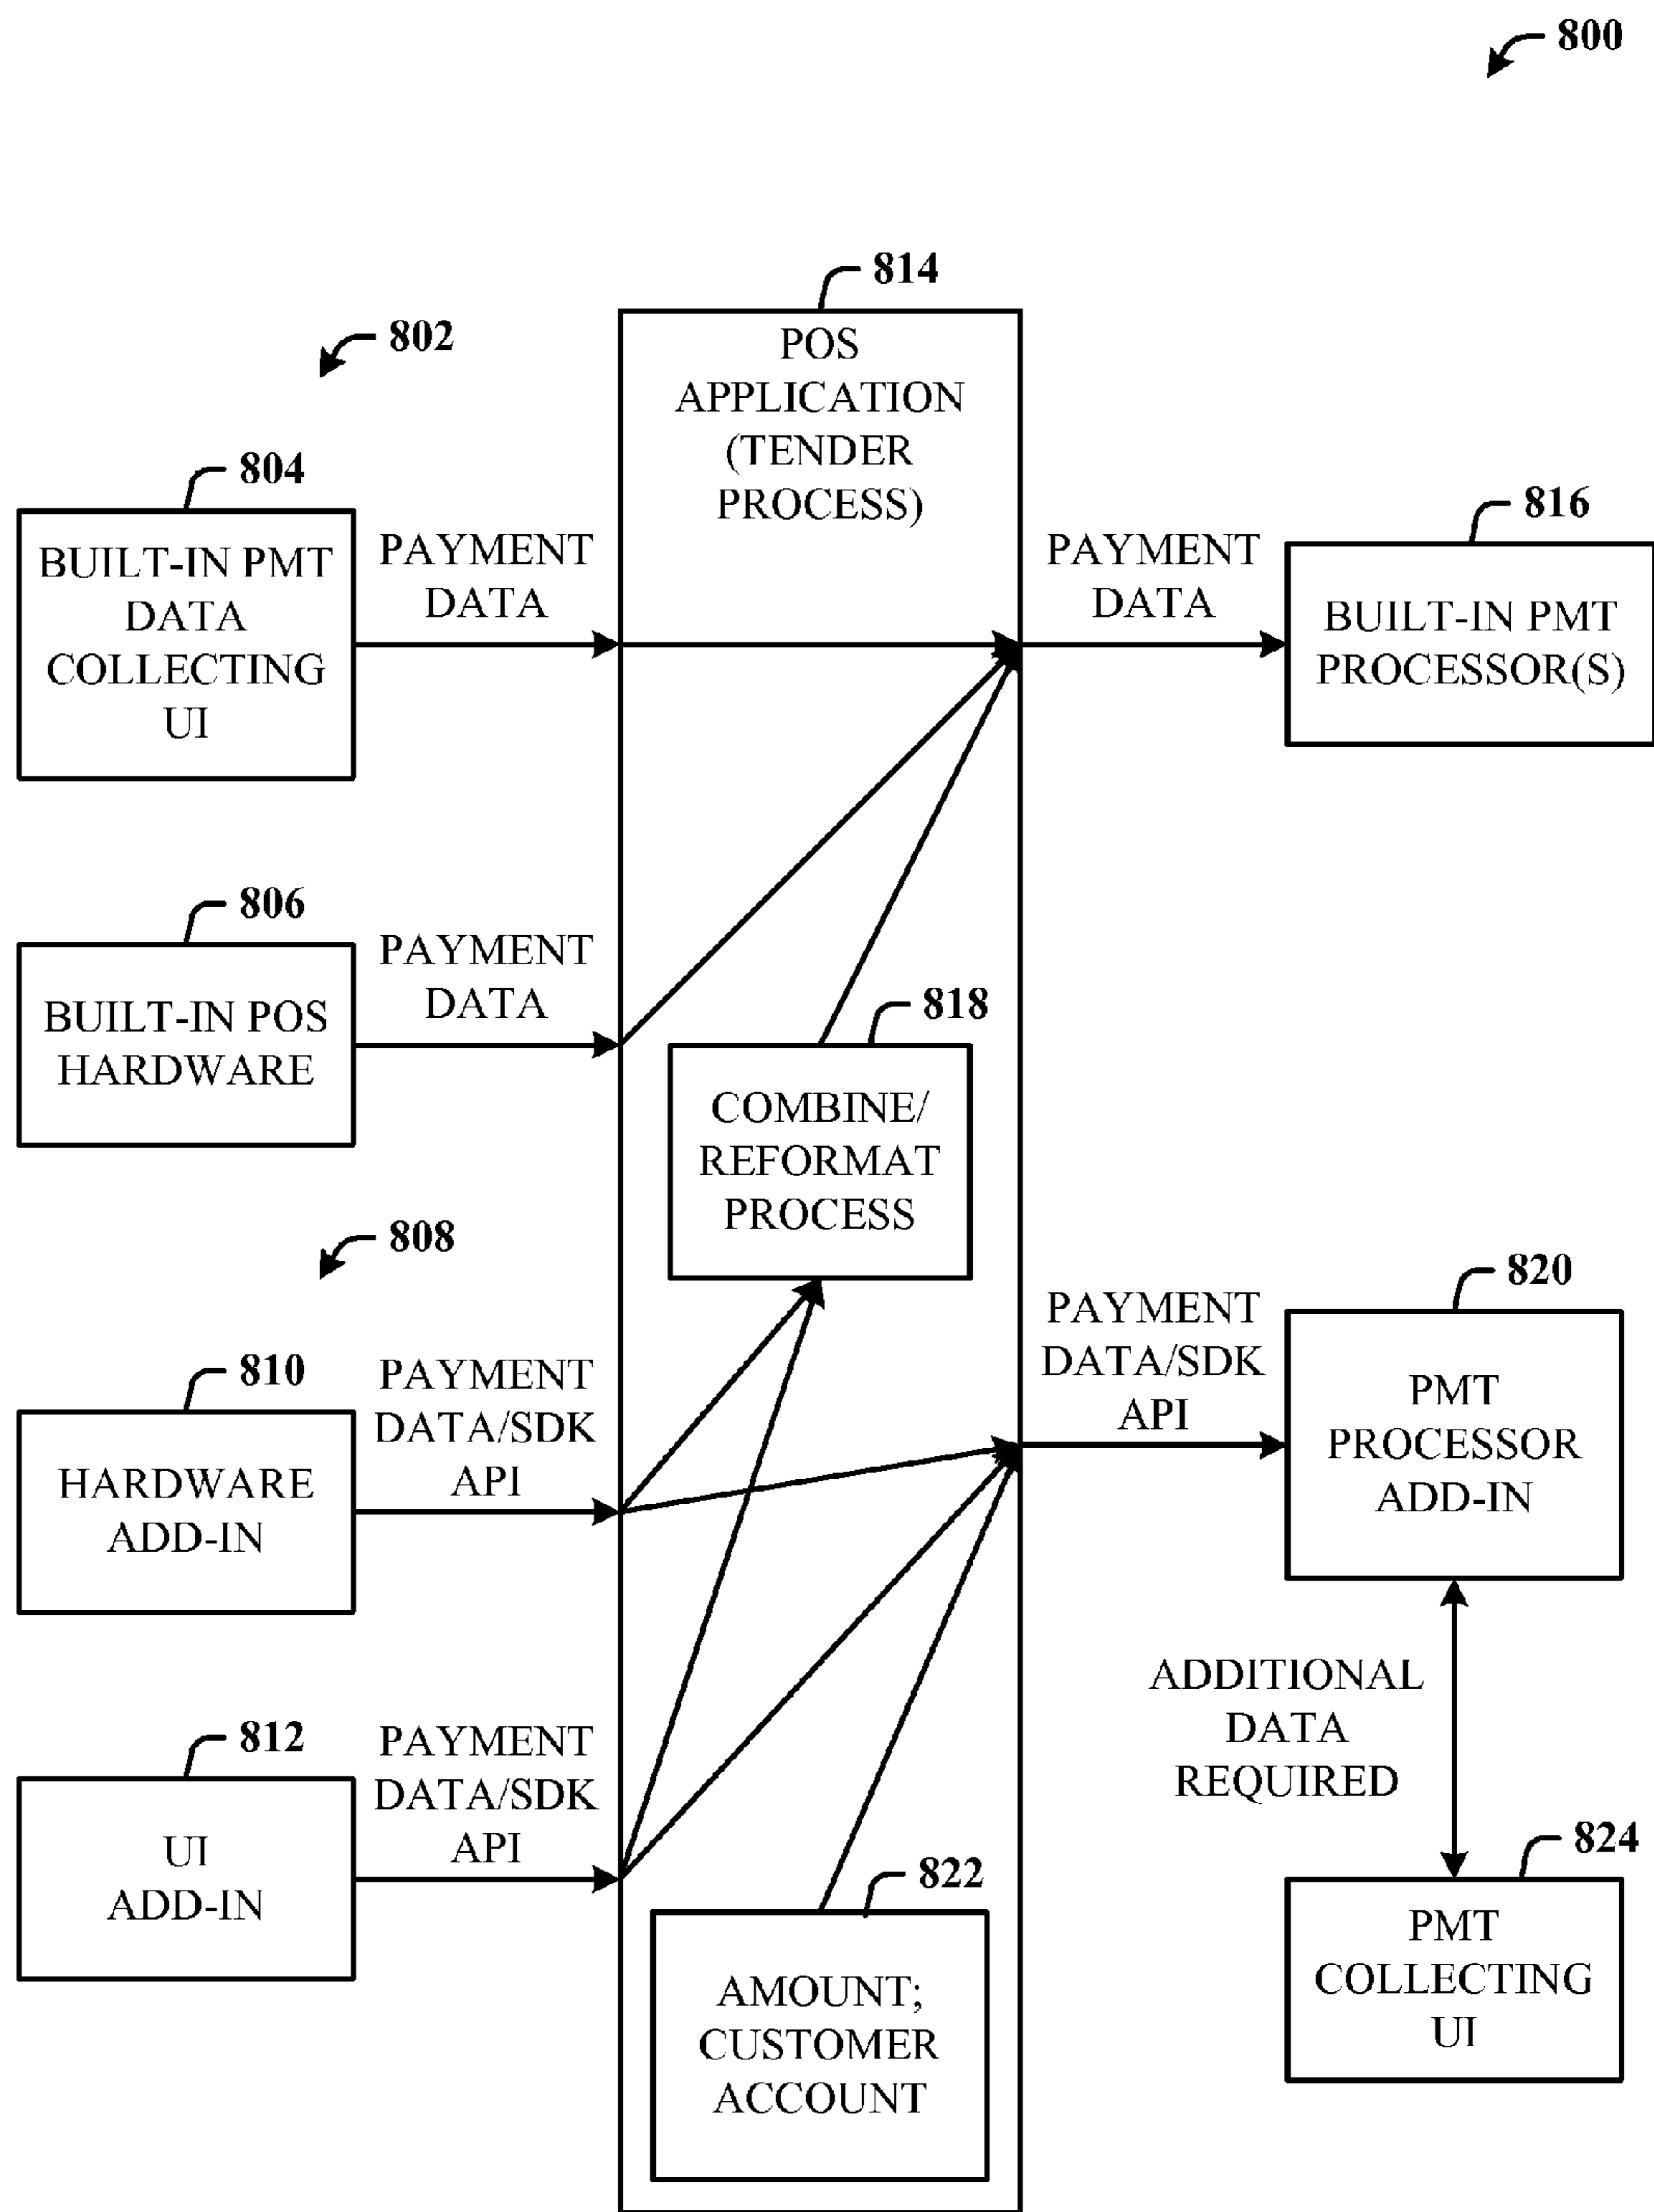 800
814
802
POS
APPLICATION
(TENDER
PROCESS)
804
BUILT-IN PMT
DATA
COLLECTING
UI
PAYMENT
DATA
PAYMENT
DATA
816
BUILT-IN PMT
PROCESSOR(S)
806
BUILT-IN POS
HARDWARE
PAYMENT
DATA
818
COMBINE/
REFORMAT
PROCESS
808
810
HARDWARE
ADD-IN
PAYMENT
DATA/SDK
API
PAYMENT
DATA/SDK
API
820
PMT
PROCESSOR
ADD-IN
ADDITIONAL
DATA
REQUIRED
812
UI
ADD-IN
PAYMENT
DATA/SDK
API
822
AMOUNT;
CUSTOMER
ACCOUNT
824
PMT
COLLECTING
UI